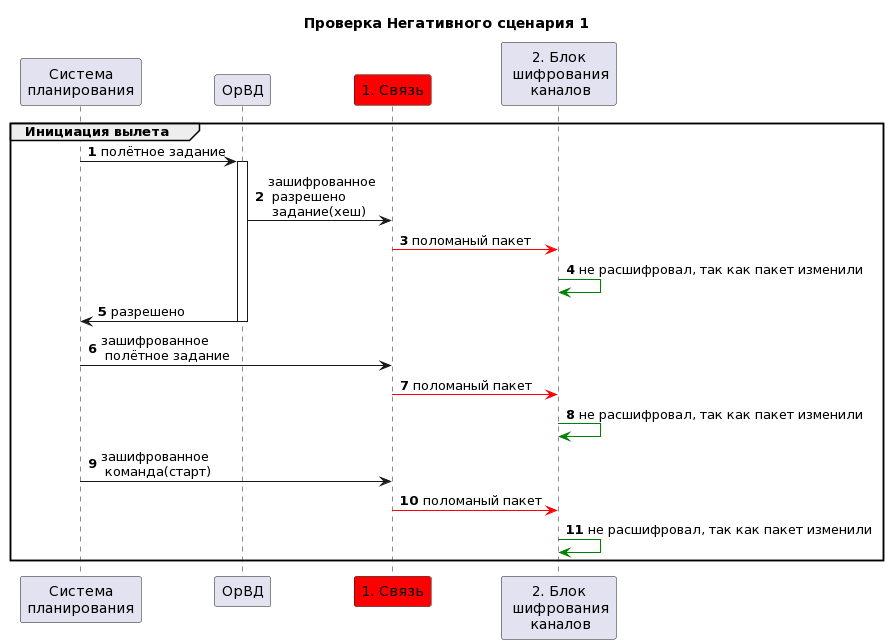 Проверка Негативного сценария 1
Система
планирования
ОрВД
1. Связь
2. Блок
шифрования
каналов
Инициация вылета
1 полётное задание
зашифрованное
2 разрешено
задание(хеш)
3 поломаный пакет
4 не расшифровал, так как пакет изменили
5 разрешено
зашифрованное
6 полётное задание
7 поломаный пакет
8 не расшифровал, так как пакет изменили
зашифрованное
9 команда(старт)
10 поломаный пакет
11 не расшифровал, так как пакет изменили
Система
планирования
ОрВД
1. Связь
2. Блок
шифрования
каналов